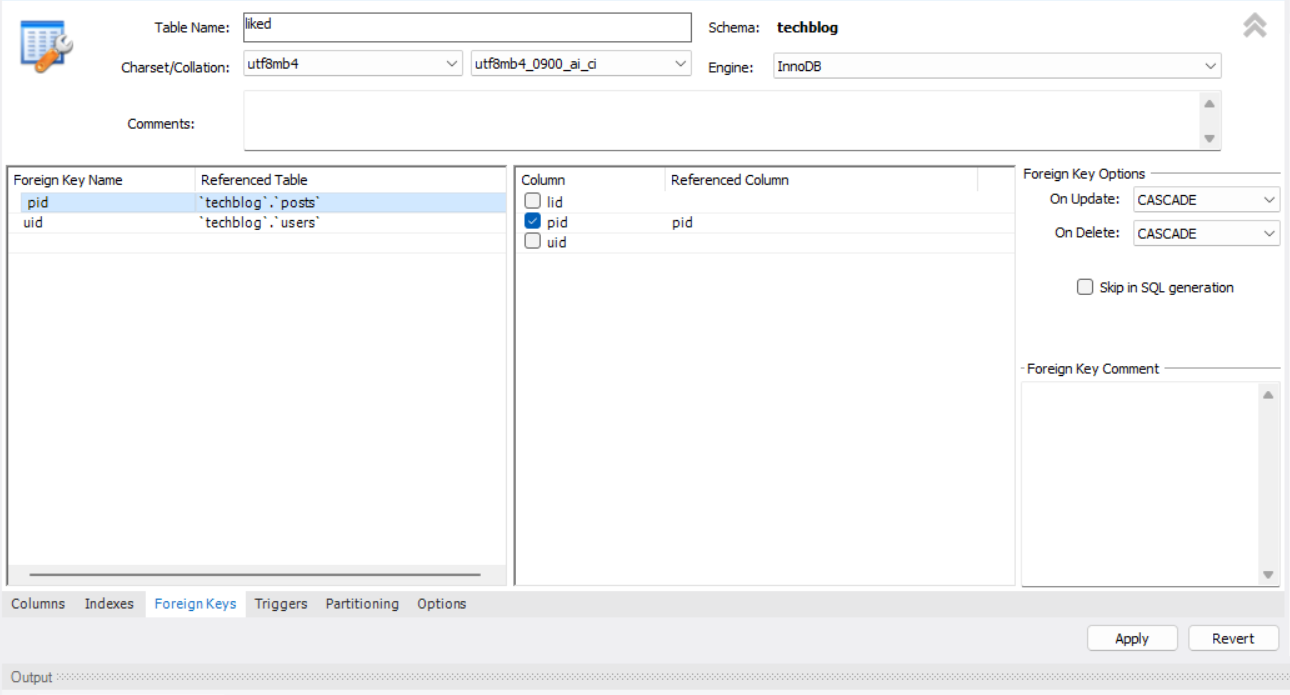 Table Name: liked Schema: techblog
Charset/Collation: utf8mb4 utf8mb4_0900_ai_ci Engine: InnoDB
Comments:
Foreign Key Name Referenced Table
pid `techblog`.`posts`
uid `techblog`.`users`
Column Referenced Column
lid
pid pid
uid
Foreign Key Options
On Update: CASCADE
On Delete: CASCADE
Skip in SQL generation
Foreign Key Comment
Columns Indexes Foreign Keys Triggers Partitioning Options
Apply Revert
Output